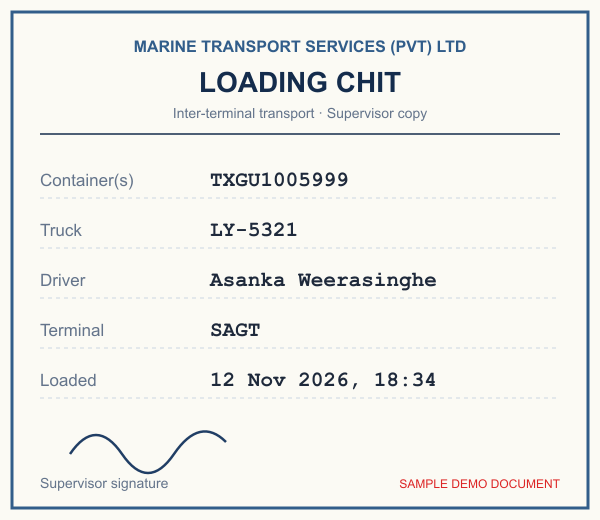 MARINE TRANSPORT SERVICES (PVT) LTD
LOADING CHIT
Inter-terminal transport · Supervisor copy
Container(s) TXGU1005999
Truck LY-5321
Driver Asanka Weerasinghe
Terminal SAGT
Loaded 12 Nov 2026, 18:34
Supervisor signature SAMPLE DEMO DOCUMENT